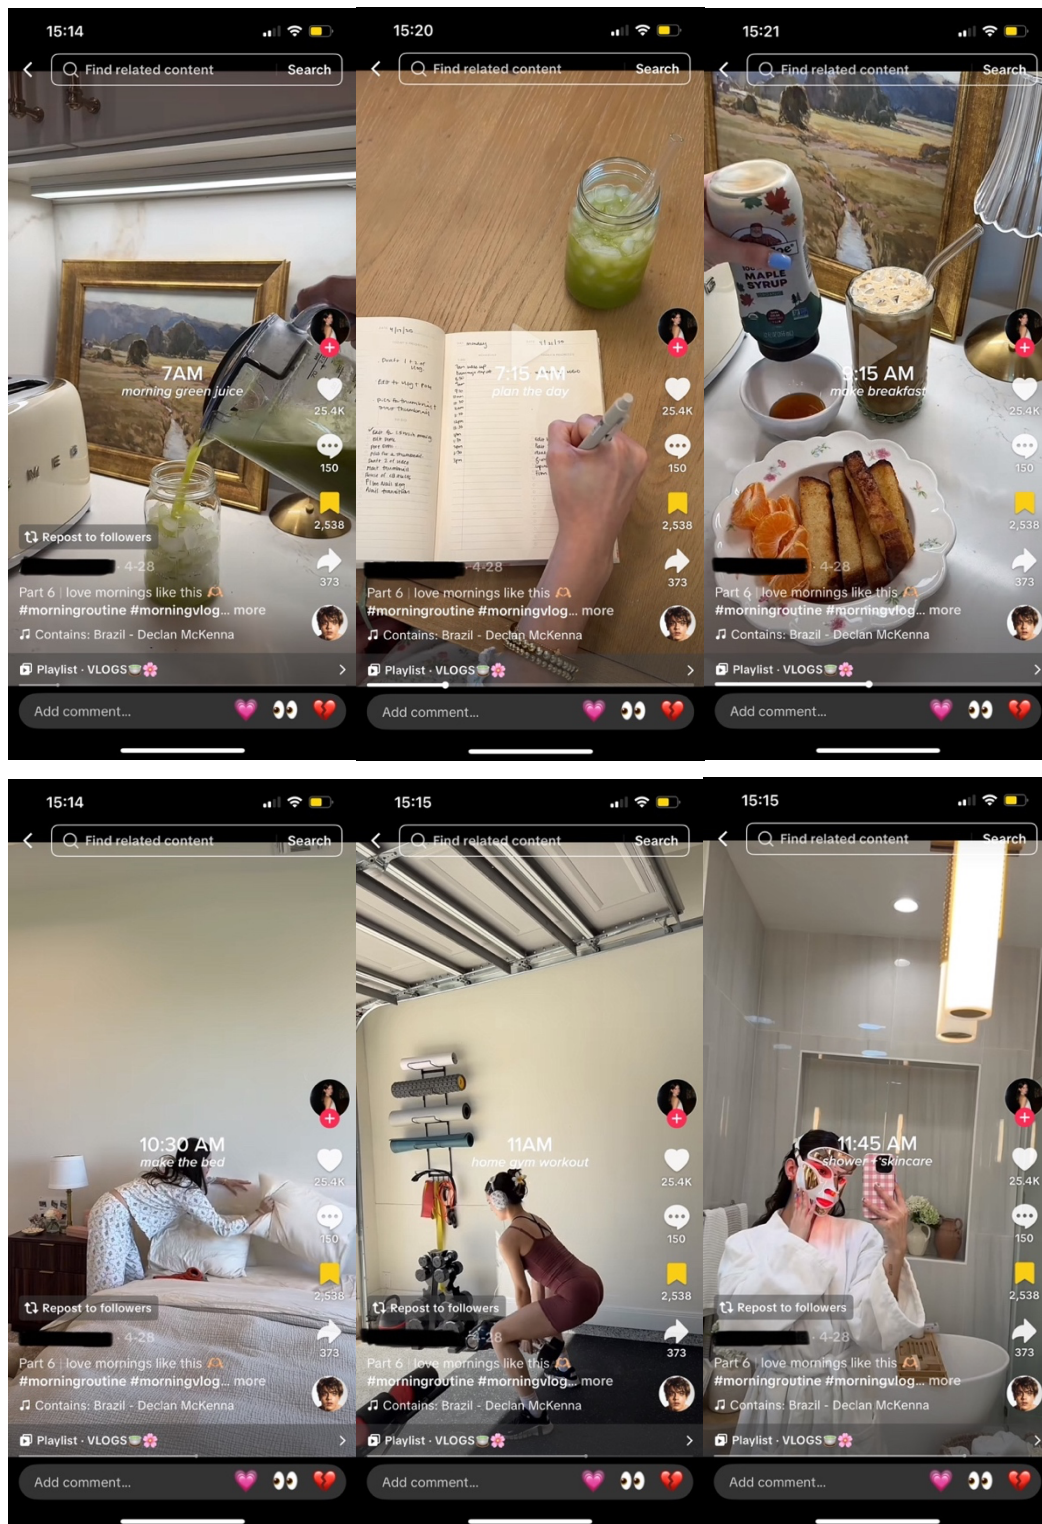 15:14
Find related content
Search
7AM
morning green juice
25.4K
150
2,538
Repost to followers
· 4-28
373
Part 6 | love mornings like this 🫶🏼
#morningroutine #morningvlog... more
Contains: Brazil - Declan McKenna
Playlist · VLOGS🍵🌸
Add comment...
15:20
Find related content
Search
monday
7:15 AM
plan the day
25.4K
150
2,538
· 4-28
373
Part 6 | love mornings like this 🫶🏼
#morningroutine #morningvlog... more
Contains: Brazil - Declan McKenna
Playlist · VLOGS🍵🌸
Add comment...
15:21
Find related content
Search
MAPLE
SYRUP
9:15 AM
make breakfast
25.4K
150
2,538
· 4-28
373
Part 6 | love mornings like this 🫶🏼
#morningroutine #morningvlog... more
Contains: Brazil - Declan McKenna
Playlist · VLOGS🍵🌸
Add comment...
15:14
Find related content
Search
10:30 AM
make the bed
25.4K
150
2,538
Repost to followers
· 4-28
373
Part 6 | love mornings like this 🫶🏼
#morningroutine #morningvlog... more
Contains: Brazil - Declan McKenna
Playlist · VLOGS🍵🌸
Add comment...
15:15
Find related content
Search
11AM
home gym workout
25.4K
150
2,538
Repost to followers
4-28
373
Part 6 | love mornings like this 🫶🏼
#morningroutine #morningvlog... more
Contains: Brazil - Declan McKenna
Playlist · VLOGS🍵🌸
Add comment...
15:15
Find related content
Search
11:45 AM
shower + skincare
25.4K
150
2,538
Repost to followers
· 4-28
373
Part 6 | love mornings like this 🫶🏼
#morningroutine #morningvlog... more
Contains: Brazil - Declan McKenna
Playlist · VLOGS🍵🌸
Add comment...